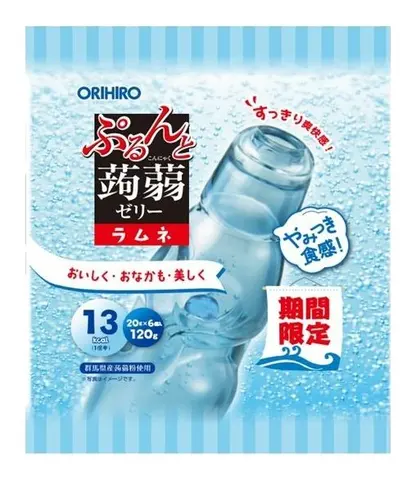 ORIHIRO
すっきり爽快感！
ぷるんと
こんにゃく
蒟蒻
ゼリー
ラムネ
やみつき
食感！
おいしく・おなかも・美しく
期間
限定
13
kcal
(1個中)
20g×6個入
120g
群馬県産蒟蒻粉使用
※写真はイメージです。